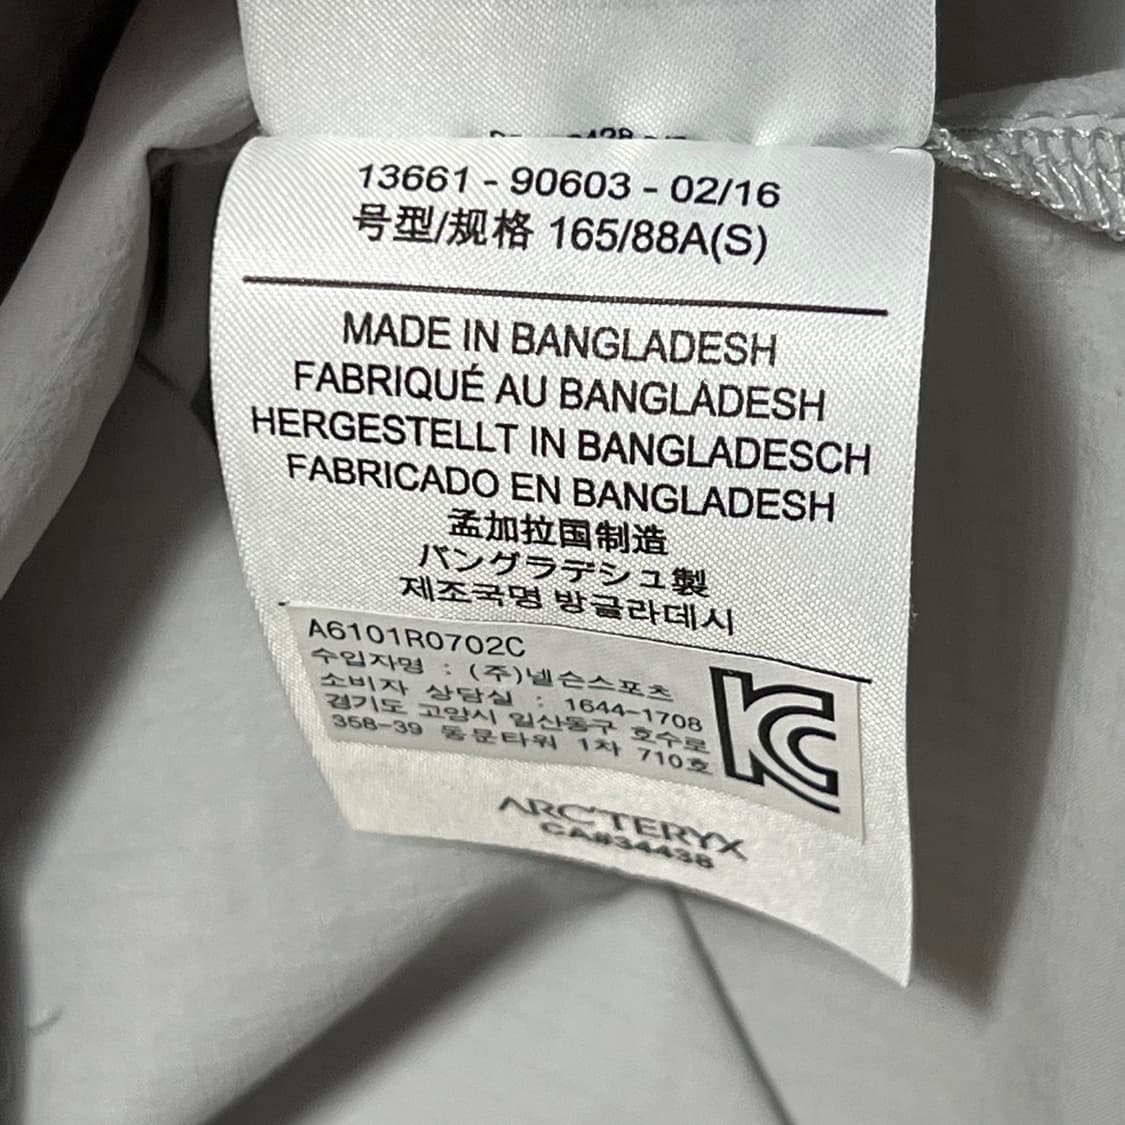 13661 - 90603 - 02/16
号型/规格 165/88A(S)
MADE IN BANGLADESH
FABRIQUÉ AU BANGLADESH
HERGESTELLT IN BANGLADESCH
FABRICADO EN BANGLADESH
孟加拉国制造
バングラデシュ製
제조국명 방글라데시
A6101R0702C
수입자명 : (주)넬슨스포츠
소비자 상담실 : 1644-1708
경기도 고양시 일산동구 호수로
358-39 동문타워 1차 710호
ARC'TERYX
CA#34438